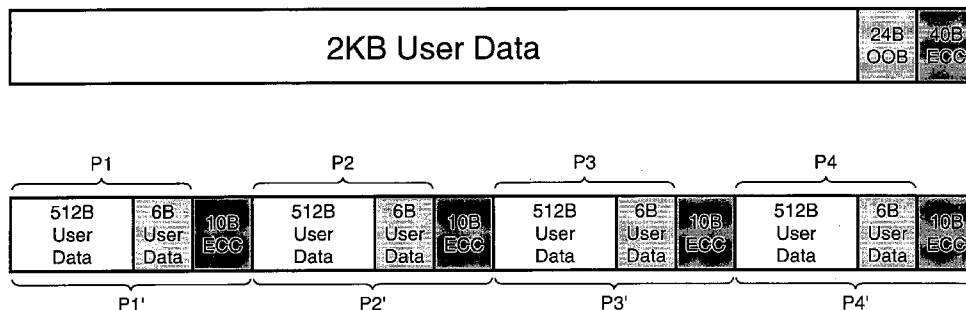 2KB User Data
24B
OOB
40B
ECC
P1
P2
P3
P4
512B
User
Data
6B
User
Data
10B
ECC
512B
User
Data
6B
User
Data
10B
ECC
512B
User
Data
6B
User
Data
10B
ECC
512B
User
Data
6B
User
Data
10B
ECC
P1'
P2'
P3'
P4'